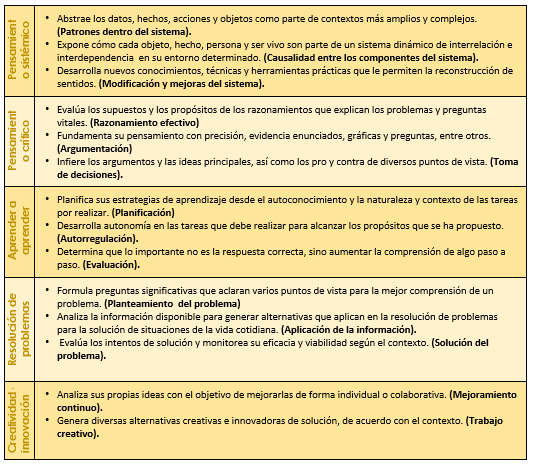 Pensamient
o sistémico
• Abstrae los datos, hechos, acciones y objetos como parte de contextos más amplios y complejos.
(Patrones dentro del sistema).
• Expone cómo cada objeto, hecho, persona y ser vivo son parte de un sistema dinámico de interrelación e
interdependencia en su entorno determinado. (Causalidad entre los componentes del sistema).
• Desarrolla nuevos conocimientos, técnicas y herramientas prácticas que le permiten la reconstrucción de
sentidos. (Modificación y mejoras del sistema).
Pensamient
o crítico
• Evalúa los supuestos y los propósitos de los razonamientos que explican los problemas y preguntas
vitales. (Razonamiento efectivo)
• Fundamenta su pensamiento con precisión, evidencia enunciados, gráficas y preguntas, entre otros.
(Argumentación)
• Infiere los argumentos y las ideas principales, así como los pro y contra de diversos puntos de vista. (Toma
de decisiones).
Aprender a
aprender
• Planifica sus estrategias de aprendizaje desde el autoconocimiento y la naturaleza y contexto de las tareas
por realizar. (Planificación)
• Desarrolla autonomía en las tareas que debe realizar para alcanzar los propósitos que se ha propuesto.
(Autorregulación).
• Determina que lo importante no es la respuesta correcta, sino aumentar la comprensión de algo paso a
paso. (Evaluación).
Resolución de
problemas
• Formula preguntas significativas que aclaran varios puntos de vista para la mejor comprensión de un
problema. (Planteamiento del problema)
• Analiza la información disponible para generar alternativas que aplican en la resolución de problemas
para la solución de situaciones de la vida cotidiana. (Aplicación de la información).
• Evalúa los intentos de solución y monitorea su eficacia y viabilidad según el contexto. (Solución del
problema).
Creatividad
innovación
• Analiza sus propias ideas con el objetivo de mejorarlas de forma individual o colaborativa. (Mejoramiento
continuo).
• Genera diversas alternativas creativas e innovadoras de solución, de acuerdo con el contexto. (Trabajo
creativo).